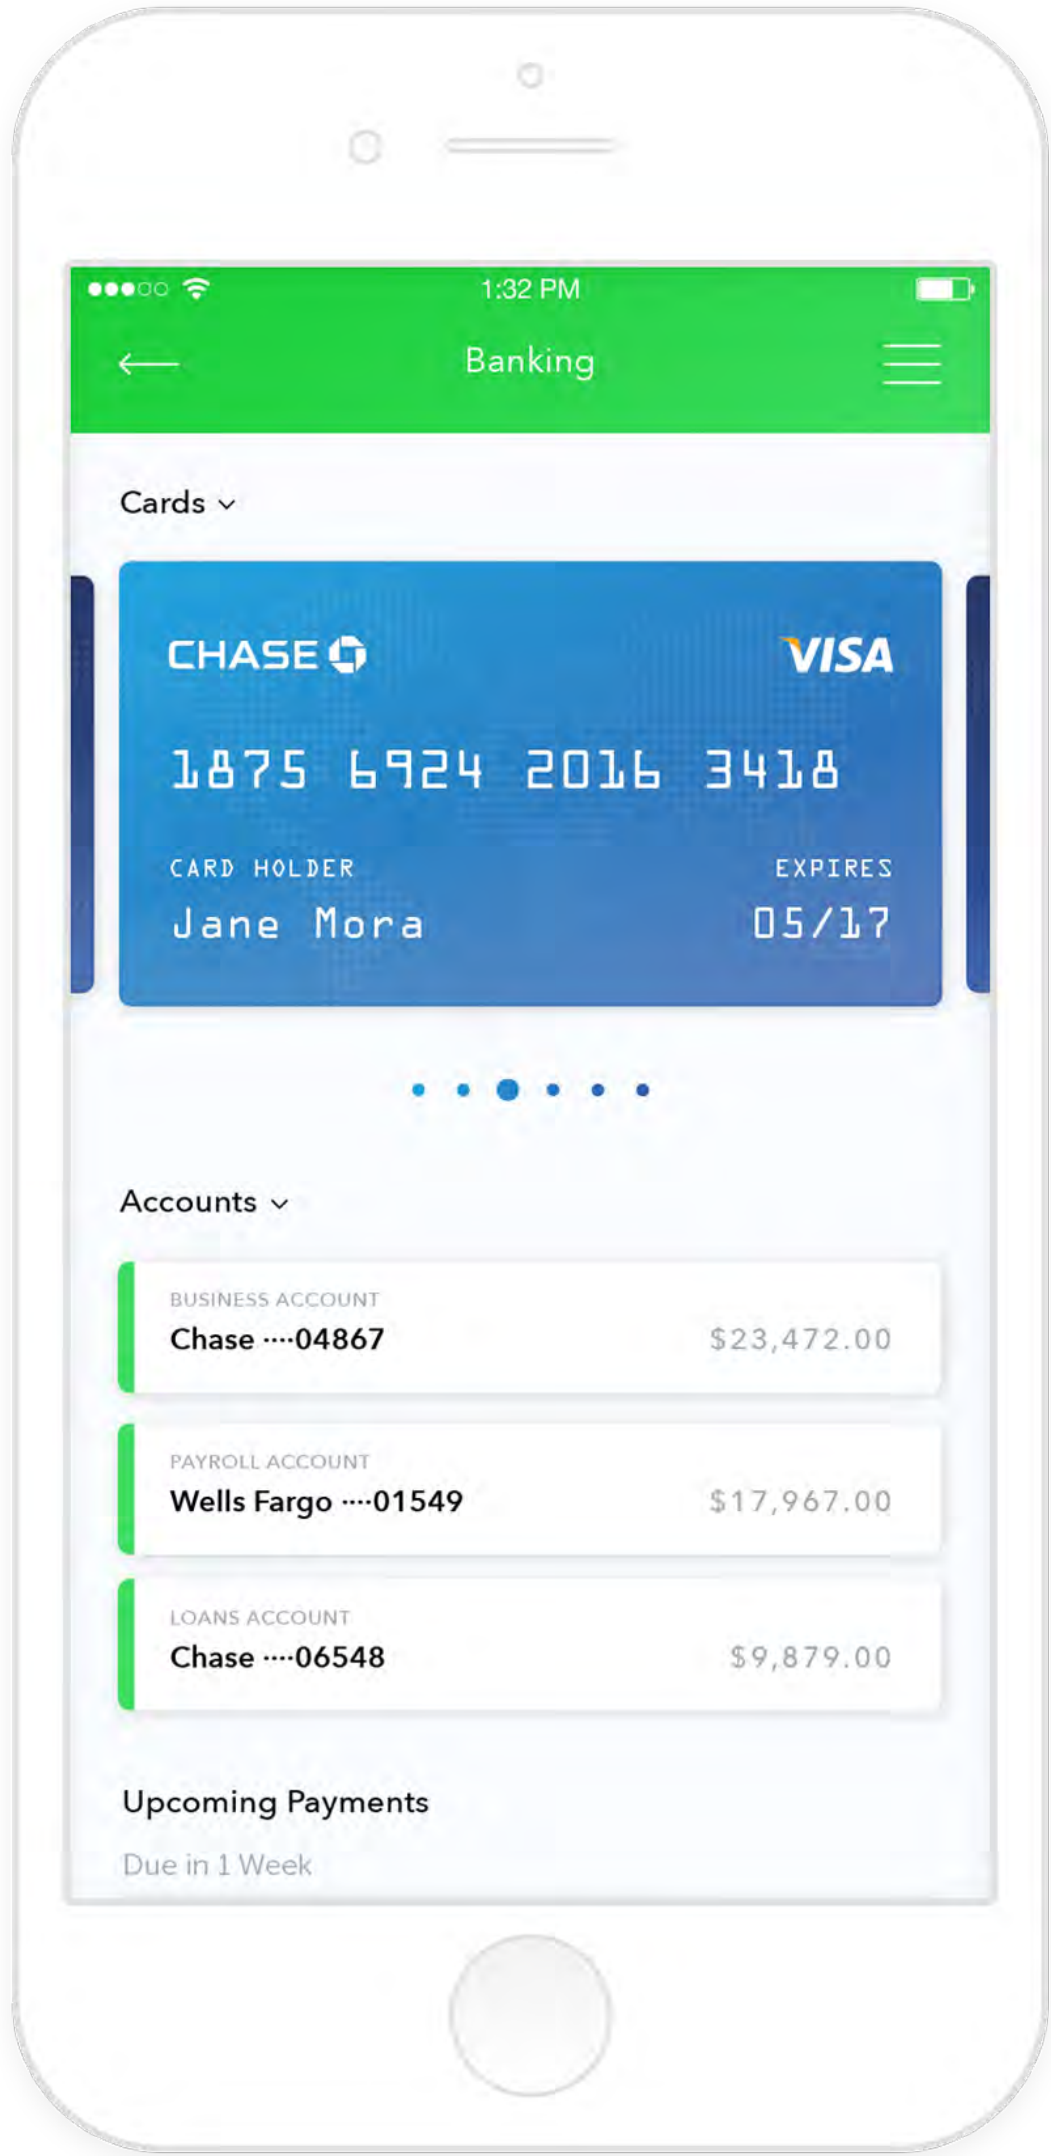 1:32 PM
Banking
Cards
CHASE VISA
1875 6924 2016 3418
CARD HOLDER EXPIRES
Jane Mora 05/17
Accounts
BUSINESS ACCOUNT
Chase ····04867 $23,472.00
PAYROLL ACCOUNT
Wells Fargo ····01549 $17,967.00
LOANS ACCOUNT
Chase ····06548 $9,879.00
Upcoming Payments
Due in 1 Week